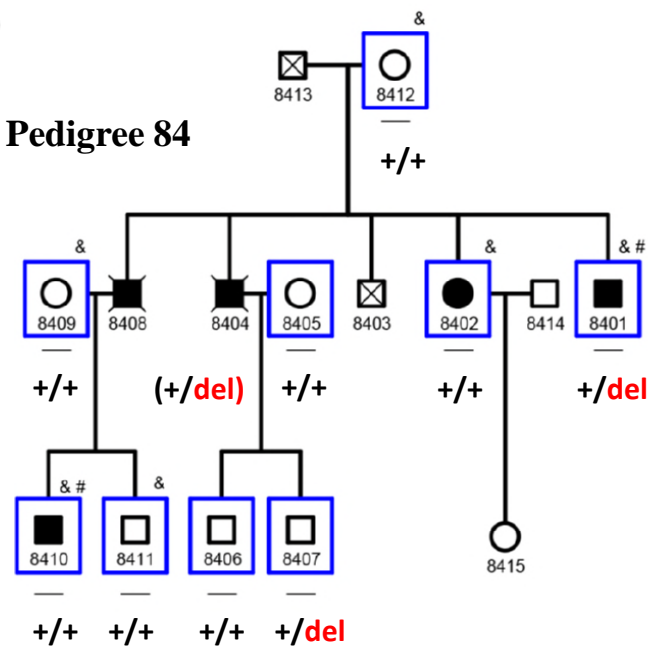 &
8413 8412
Pedigree 84
+/+
& & & #
8409 8408 8404 8405 8403 8402 8414 8401
+/+ (+/del) +/+ +/+ +/del
& # &
8410 8411 8406 8407 8415
+/+ +/+ +/+ +/del